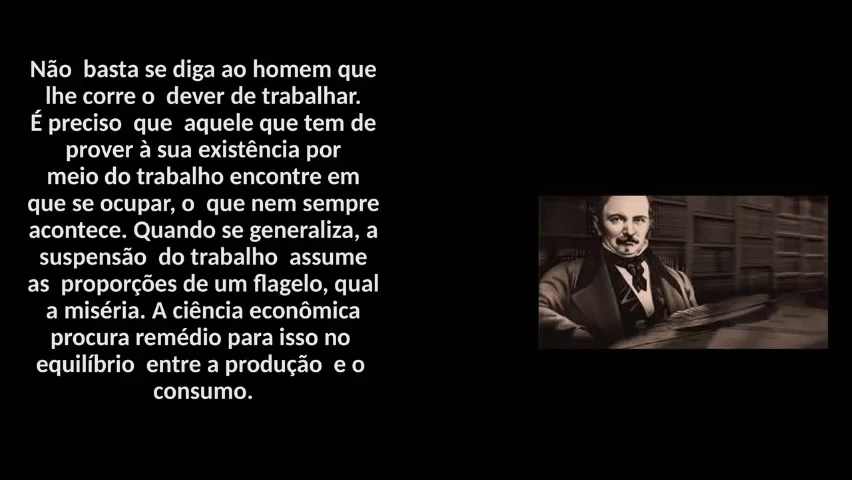 Não basta se diga ao homem que
lhe corre o dever de trabalhar.
É preciso que aquele que tem de
prover à sua existência por
meio do trabalho encontre em
que se ocupar, o que nem sempre
acontece. Quando se generaliza, a
suspensão do trabalho assume
as proporções de um flagelo, qual
a miséria. A ciência econômica
procura remédio para isso no
equilíbrio entre a produção e o
consumo.